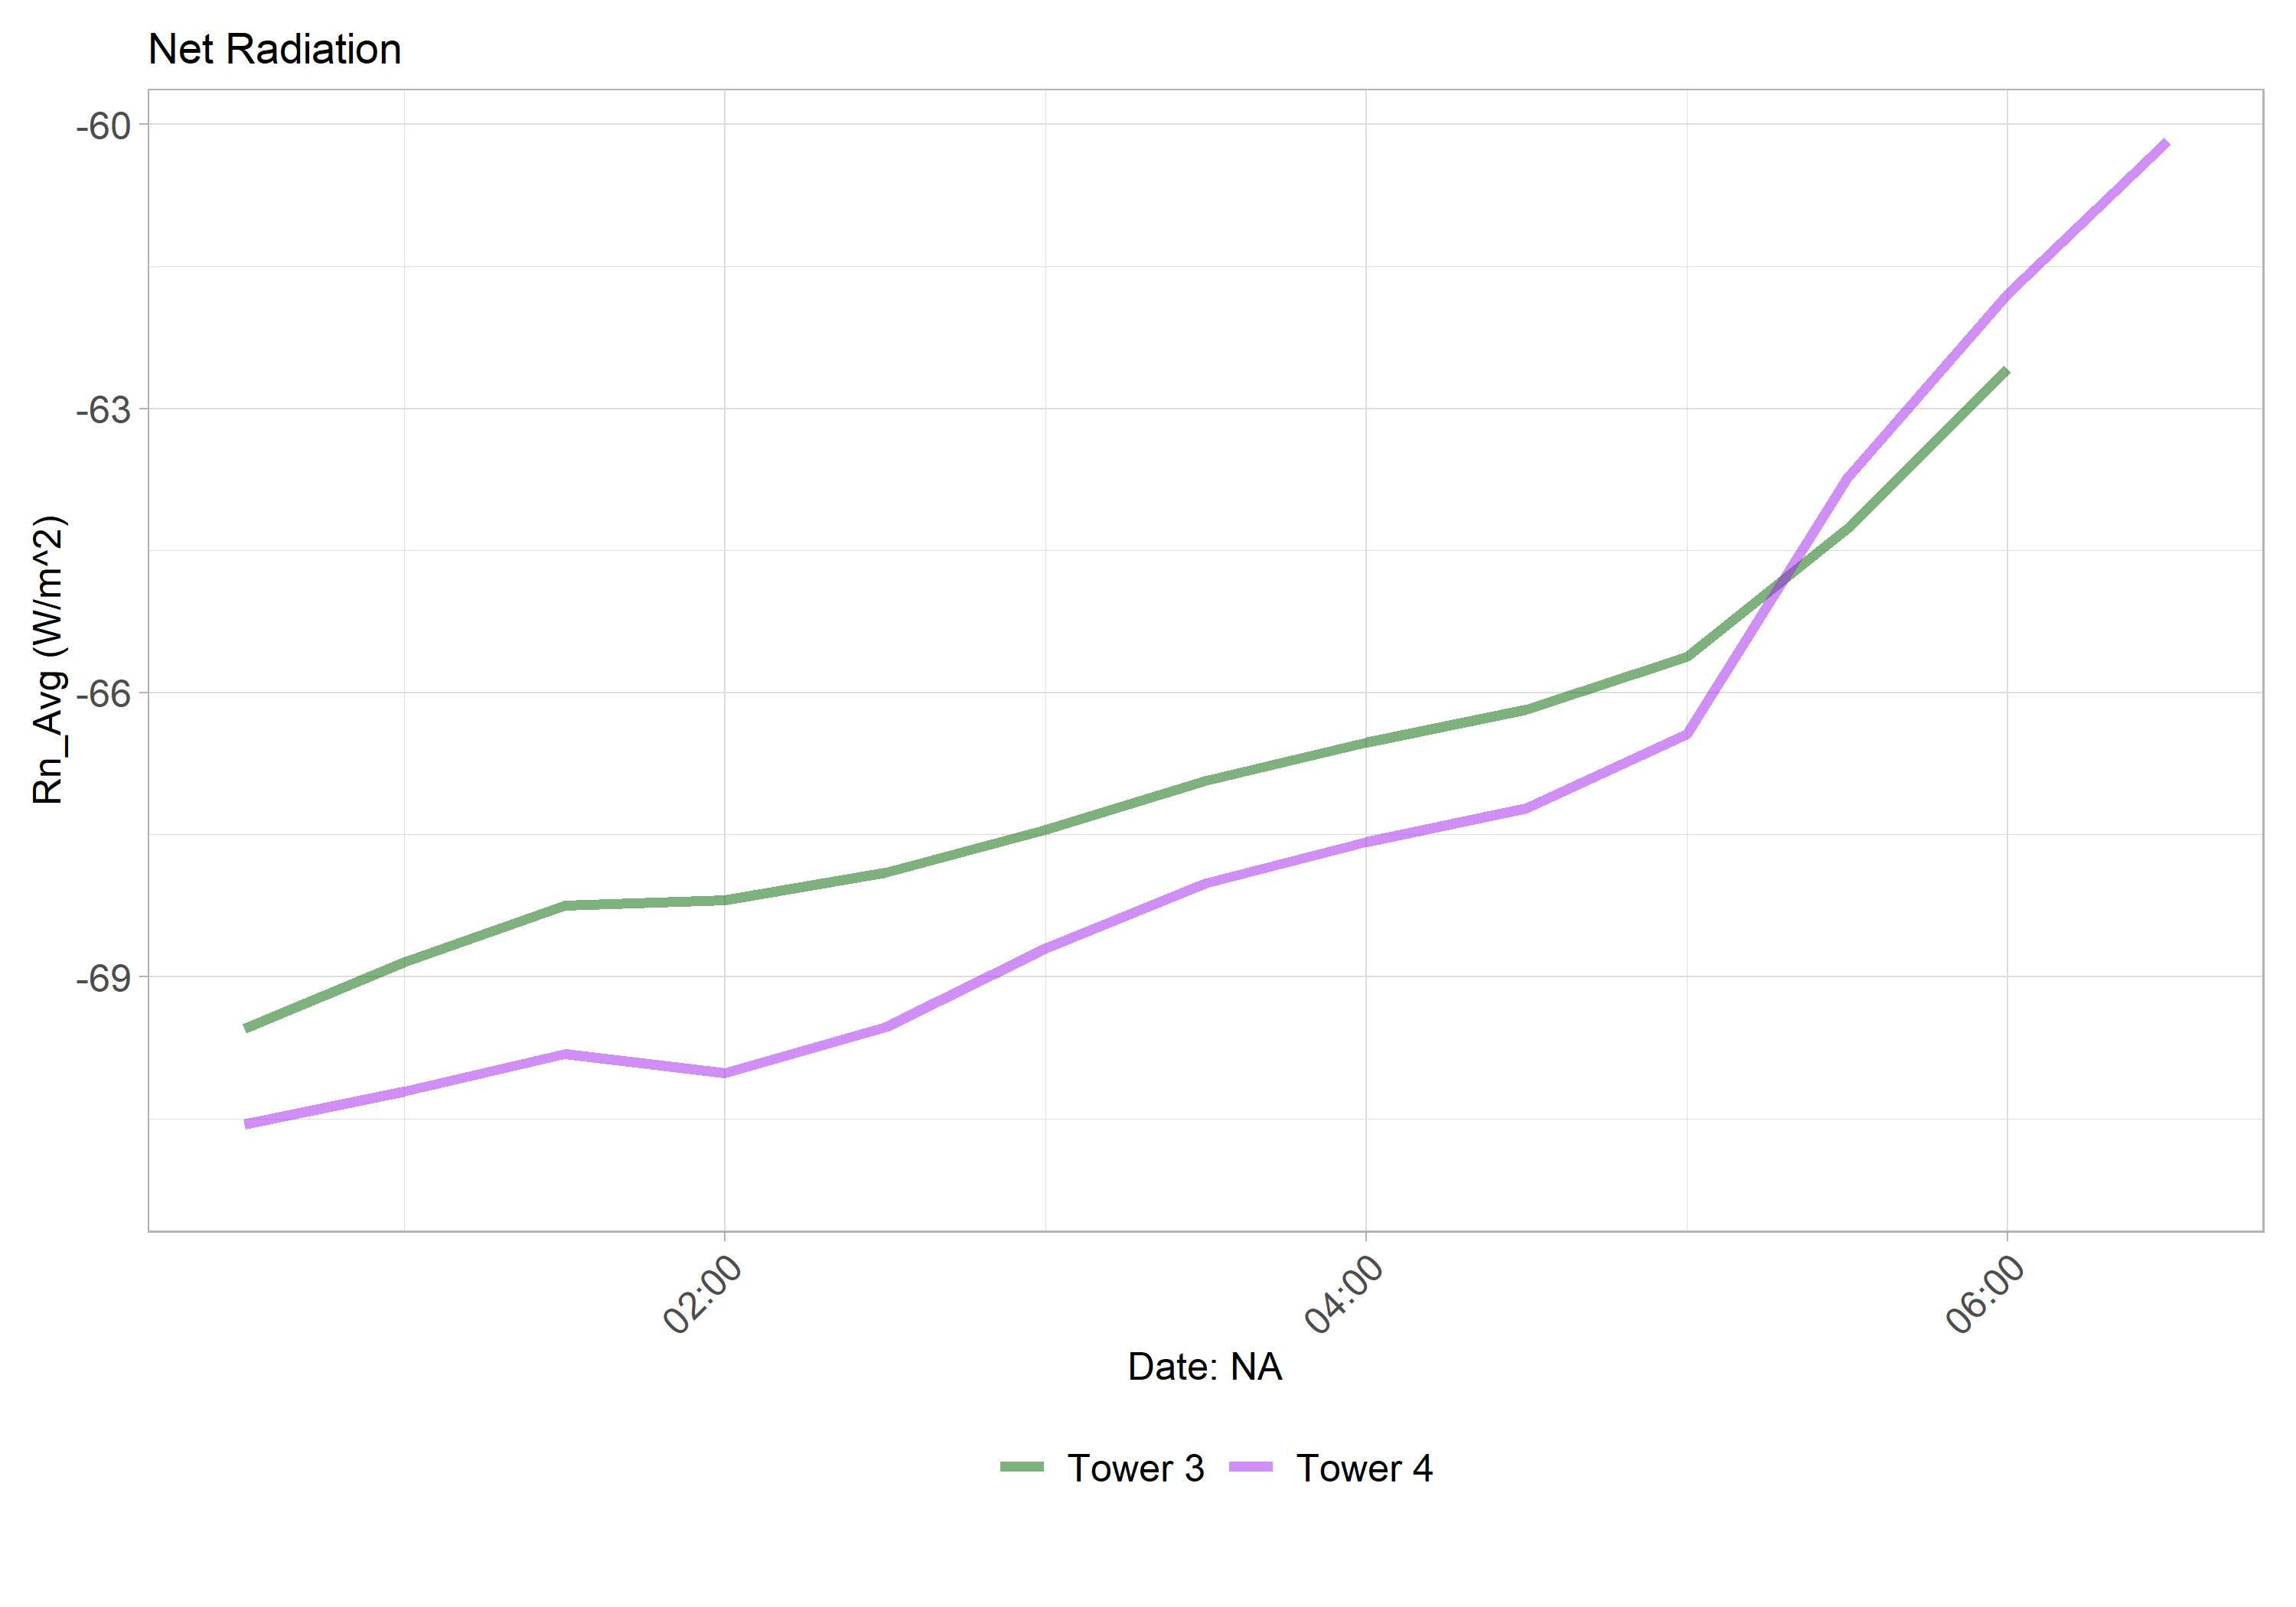 Net Radiation
Rn_Avg (W/m^2)
-60
-63
-66
-69
02:00
04:00
06:00
Date: NA
Tower 3
Tower 4